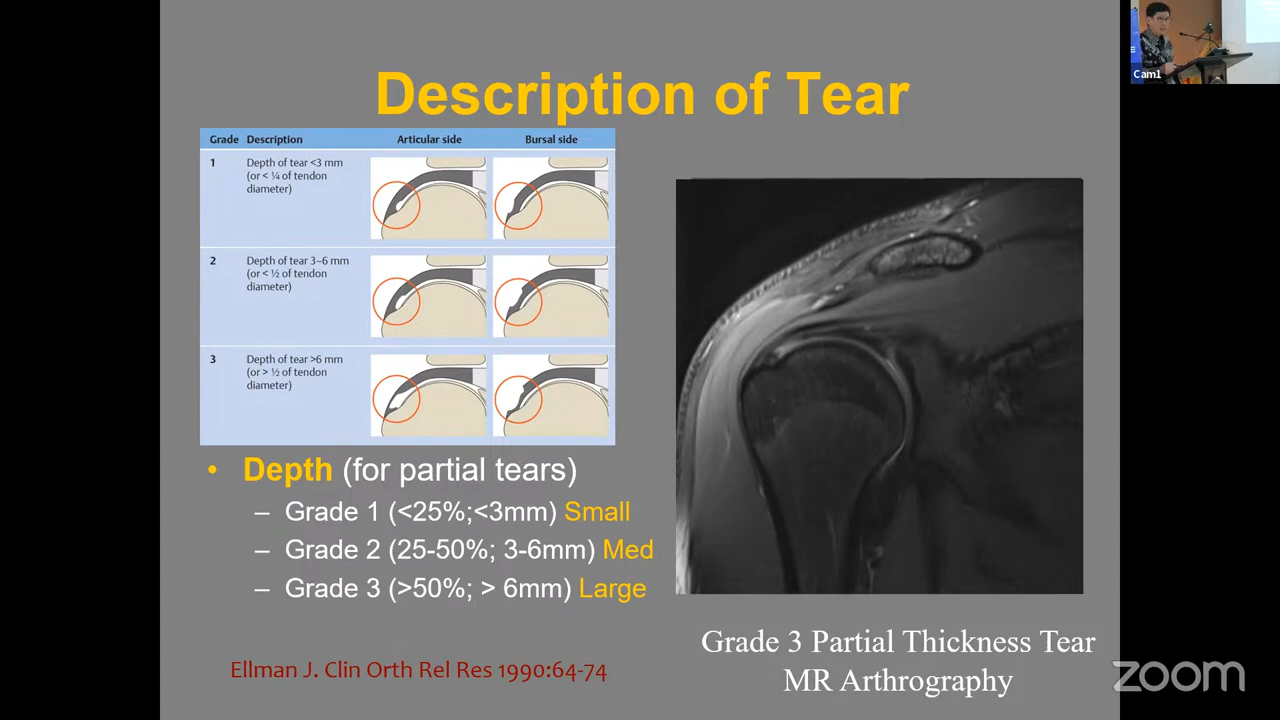 Description of Tear
Grade Description Articular side Bursal side
1 Depth of tear <3 mm
(or < ¼ of tendon
diameter)
2 Depth of tear 3–6 mm
(or < ½ of tendon
diameter)
3 Depth of tear >6 mm
(or > ½ of tendon
diameter)
• Depth (for partial tears)
– Grade 1 (<25%;<3mm) Small
– Grade 2 (25-50%; 3-6mm) Med
– Grade 3 (>50%; > 6mm) Large
Ellman J. Clin Orth Rel Res 1990:64-74
Grade 3 Partial Thickness Tear
MR Arthrography
Cam1
zoom